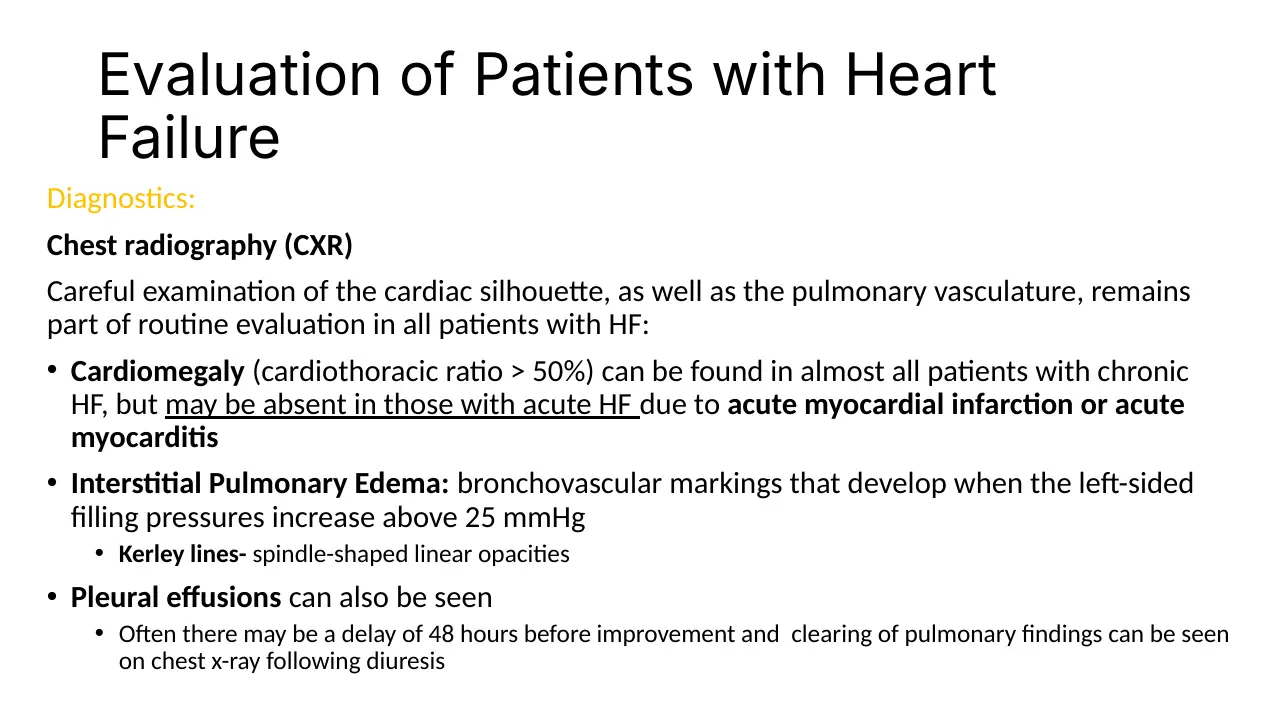 Evaluation of Patients with Heart
Failure
Diagnostics:
Chest radiography (CXR)
Careful examination of the cardiac silhouette, as well as the pulmonary vasculature, remains
part of routine evaluation in all patients with HF:
• Cardiomegaly (cardiothoracic ratio > 50%) can be found in almost all patients with chronic
HF, but may be absent in those with acute HF due to acute myocardial infarction or acute
myocarditis
• Interstitial Pulmonary Edema: bronchovascular markings that develop when the left-sided
filling pressures increase above 25 mmHg
• Kerley lines- spindle-shaped linear opacities
• Pleural effusions can also be seen
• Often there may be a delay of 48 hours before improvement and  clearing of pulmonary findings can be seen
on chest x-ray following diuresis